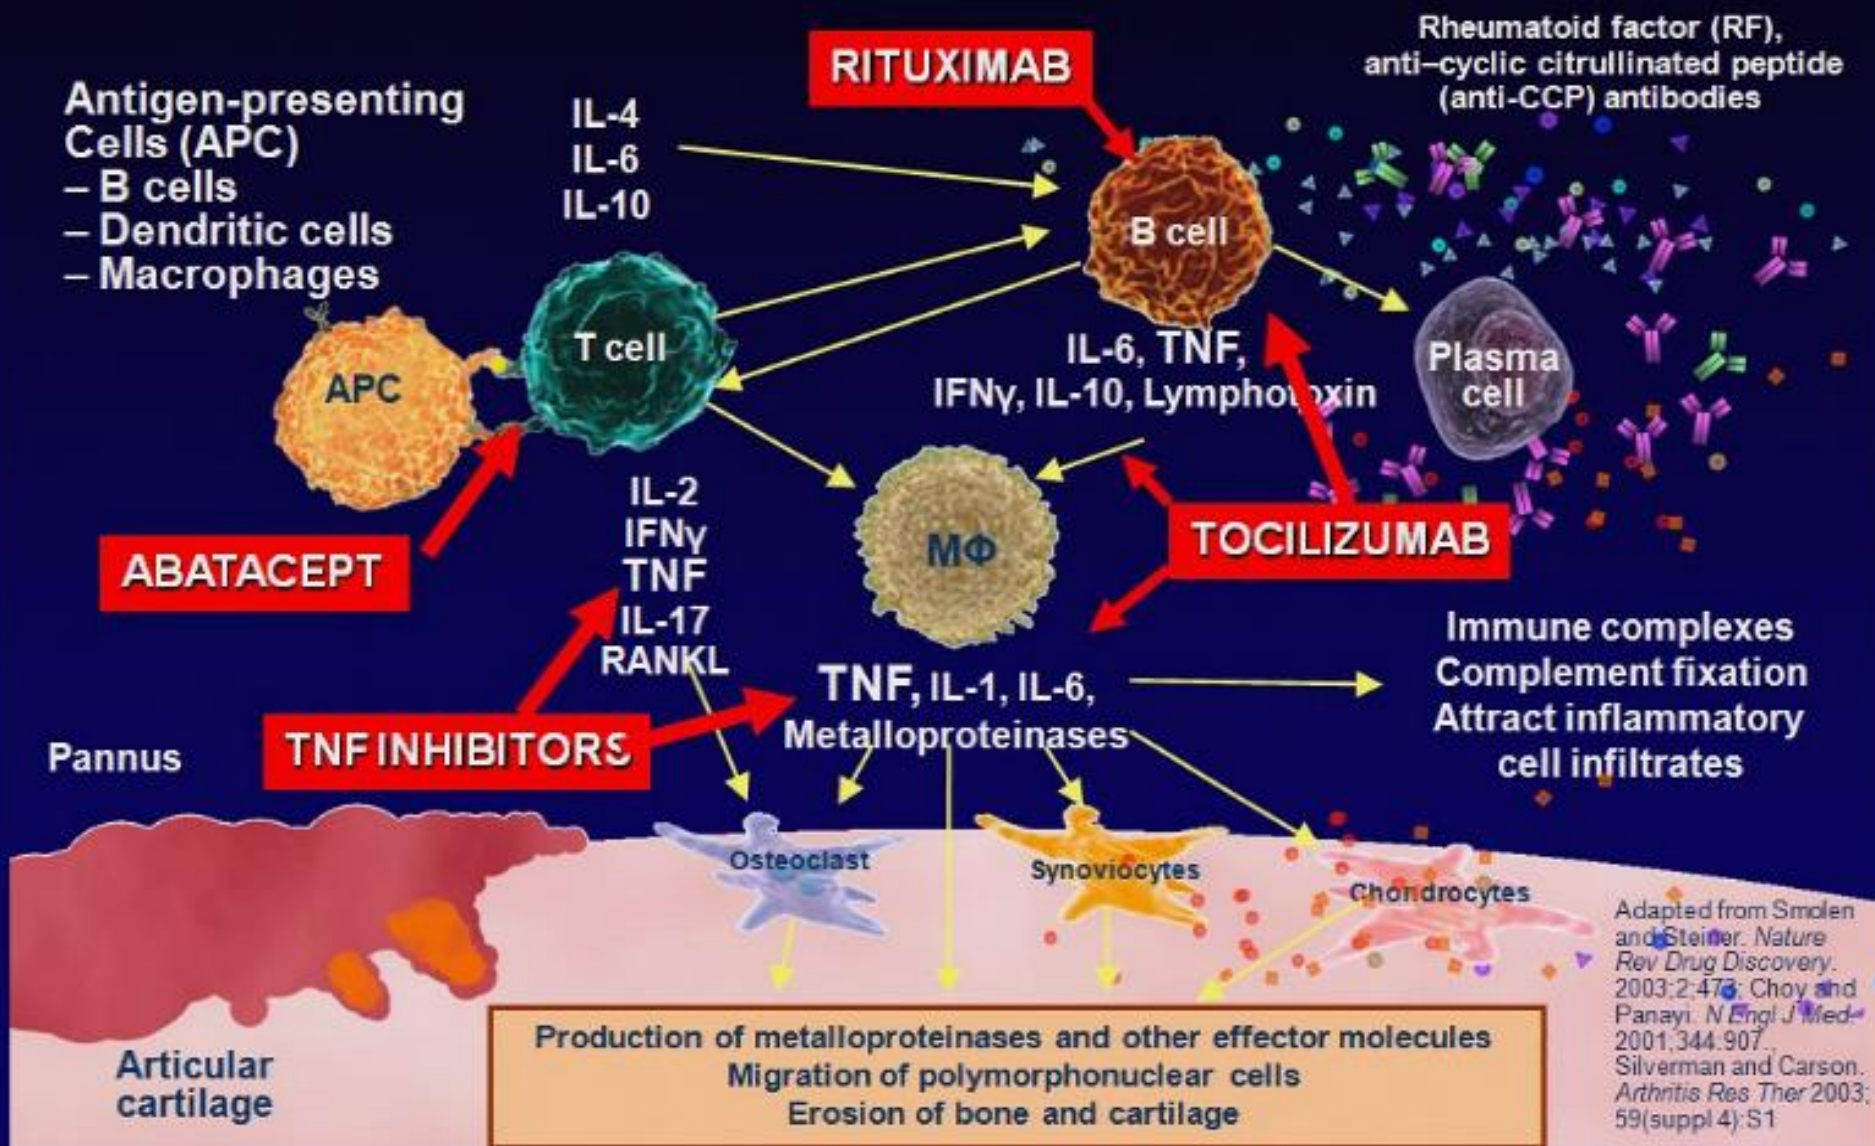 RITUXIMAB
Rheumatoid factor (RF),
anti–cyclic citrullinated peptide
(anti-CCP) antibodies
Antigen-presenting
Cells (APC)
– B cells
– Dendritic cells
– Macrophages
IL-4
IL-6
IL-10
B cell
T cell
APC
IL-6, TNF,
IFNγ, IL-10, Lymphotoxin
Plasma
cell
IL-2
IFNγ
TNF
IL-17
RANKL
MΦ
TOCILIZUMAB
ABATACEPT
TNF INHIBITORS
TNF, IL-1, IL-6,
Metalloproteinases
Immune complexes
Complement fixation
Attract inflammatory
cell infiltrates
Pannus
Osteoclast
Synoviocytes
Chondrocytes
Articular
cartilage
Production of metalloproteinases and other effector molecules
Migration of polymorphonuclear cells
Erosion of bone and cartilage
Adapted from Smolen
and Steiner. Nature
Rev Drug Discovery.
2003;2:473; Choy and
Panayi. N Engl J Med.
2001;344:907.,
Silverman and Carson.
Arthritis Res Ther 2003;
59(suppl 4):S1